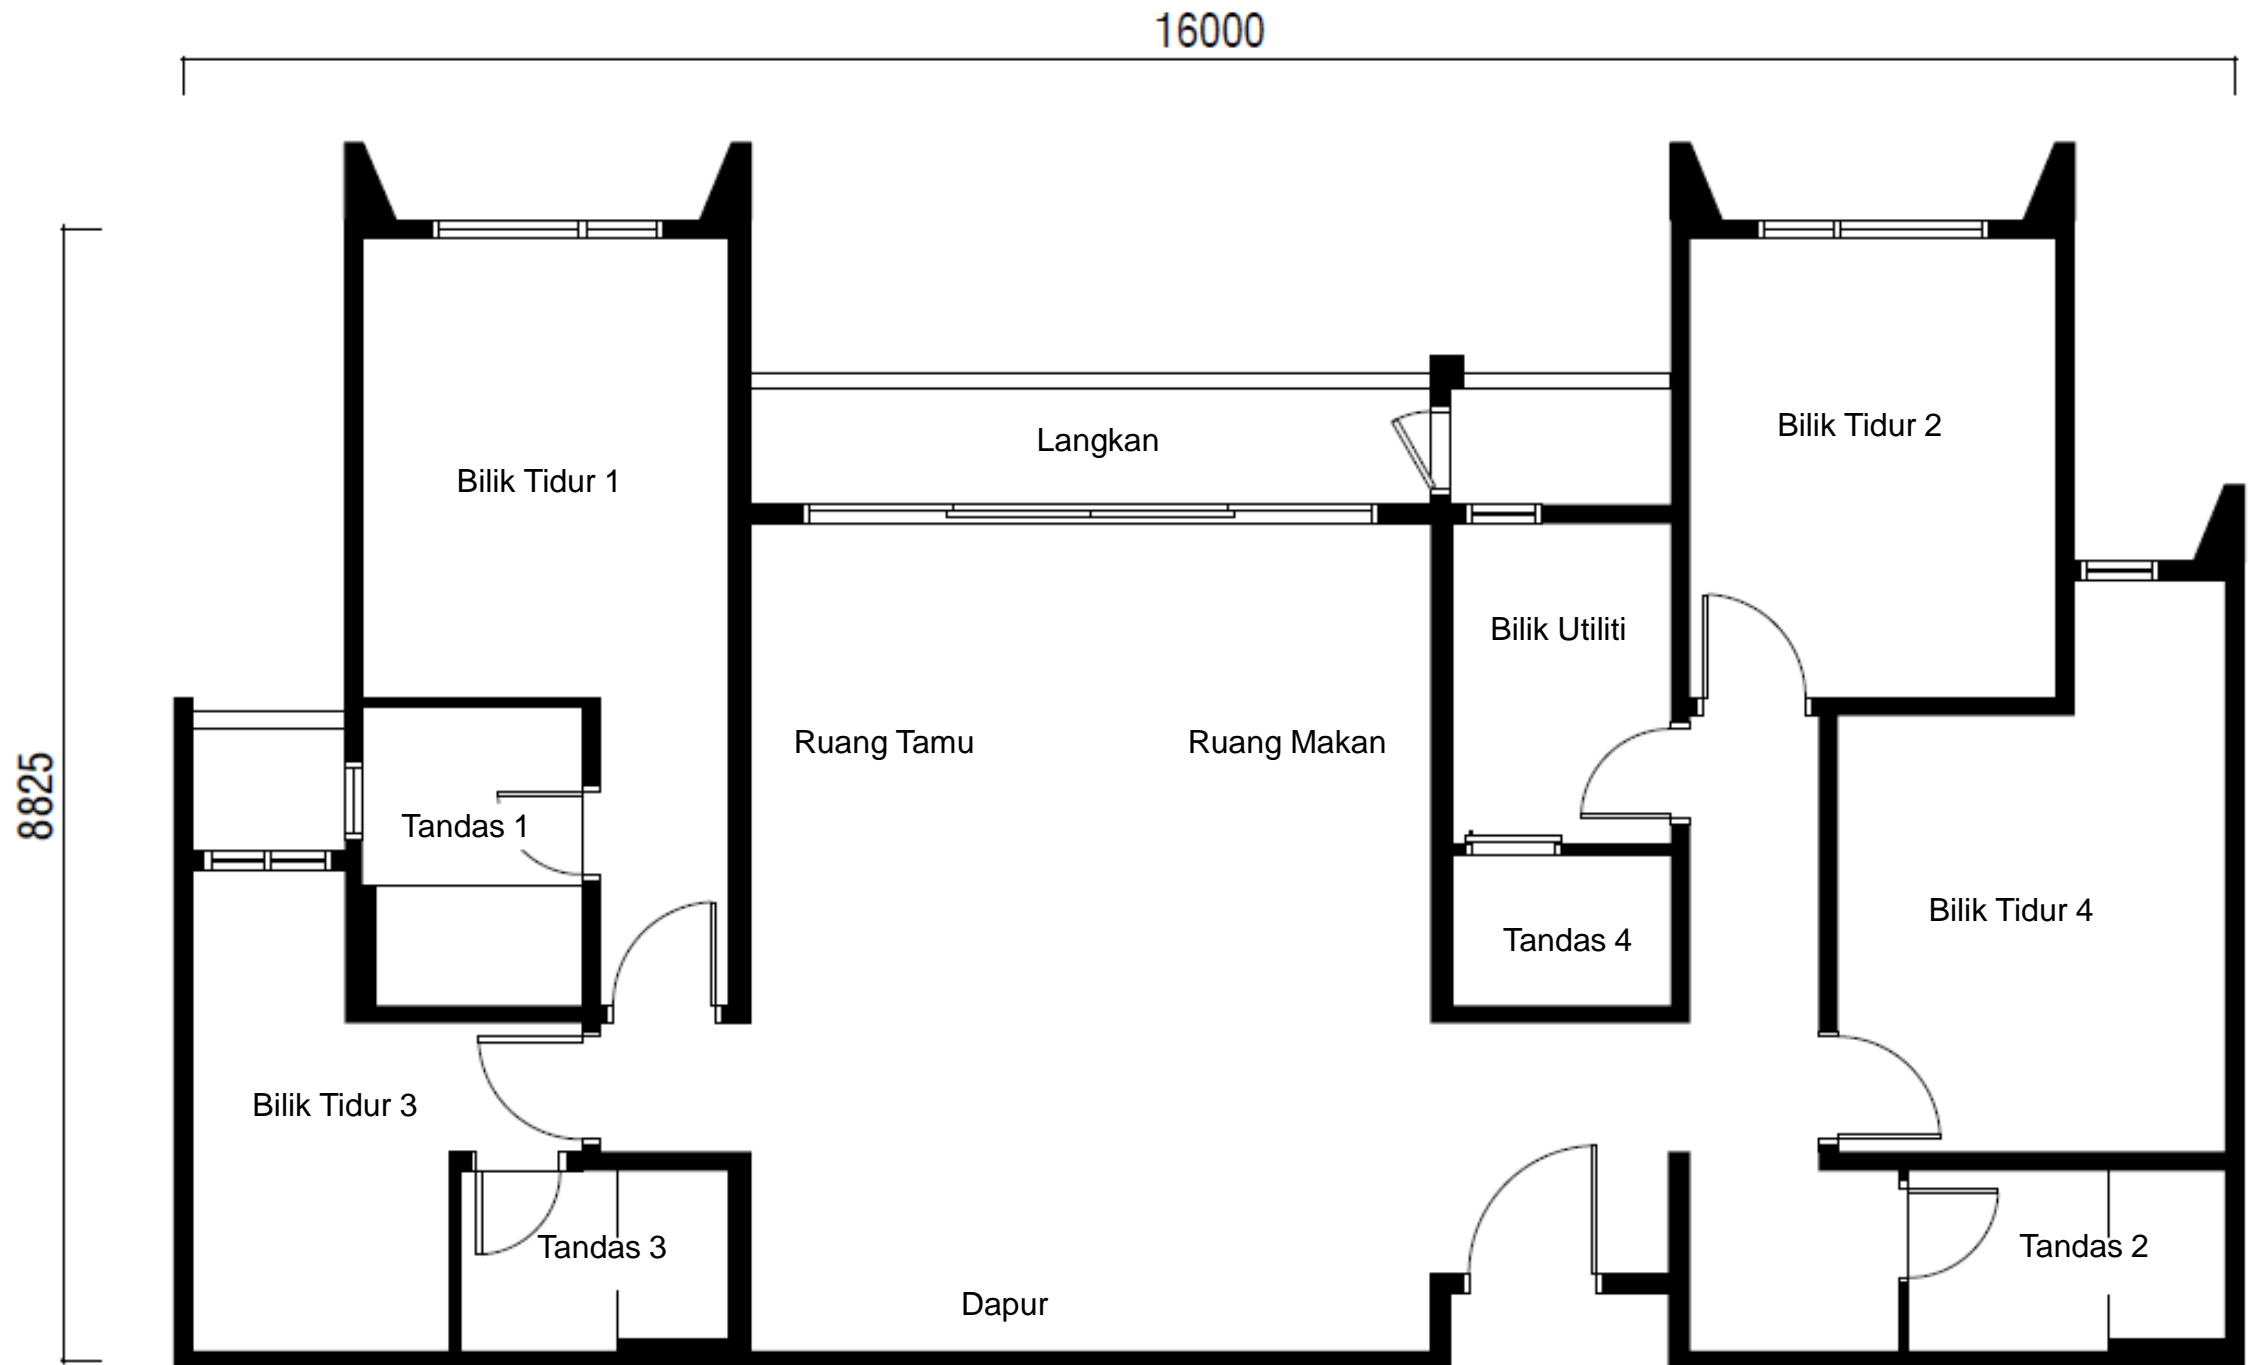 16000
Bilik Tidur 2
Langkan
Bilik Tidur 1
Bilik Utiliti
Ruang Tamu
Ruang Makan
8825
Tandas 1
Bilik Tidur 4
Tandas 4
Bilik Tidur 3
Tandas 3
Tandas 2
Dapur